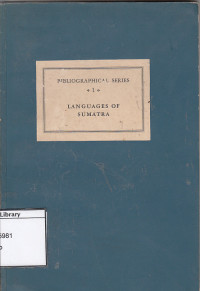 BIBLIOGRAPHICAL SERIES
1
LANGUAGES OF
SUMATRA
Library